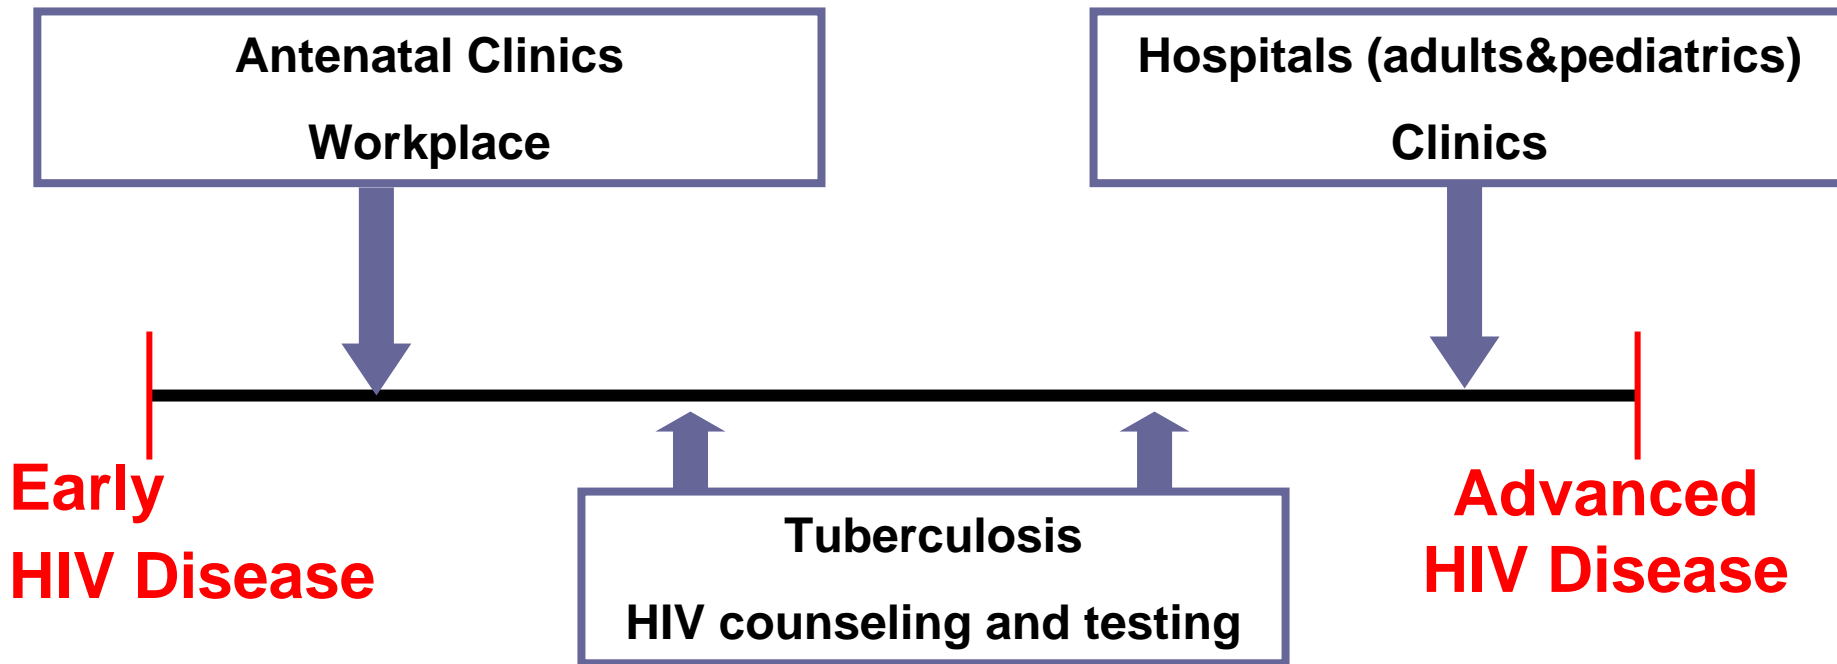 Antenatal Clinics
Workplace
Hospitals (adults&pediatrics)
Clinics
Early
HIV Disease
Advanced
HIV Disease
Tuberculosis
HIV counseling and testing